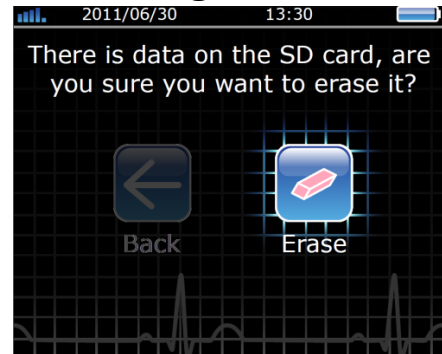 2011/06/30 13:30
There is data on the SD card, are
you sure you want to erase it?
Back Erase